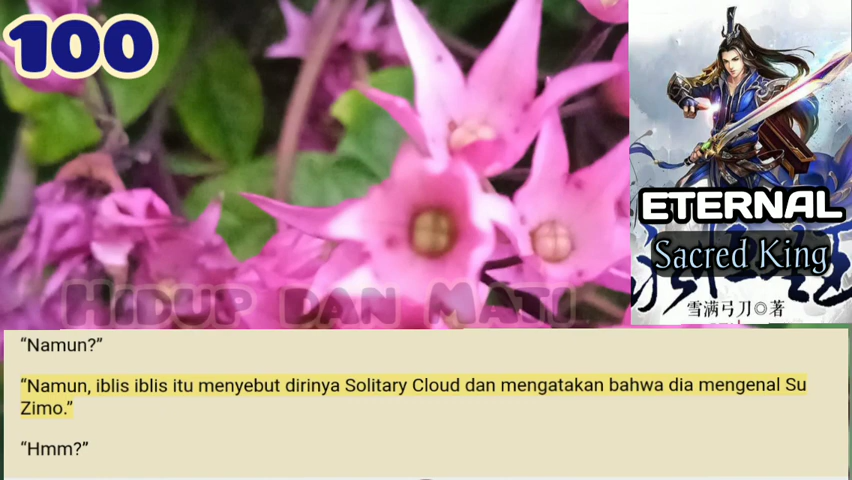 100
ETERNAL
Sacred King
雪满弓刀◎著
HIDUP DAN MATI
“Namun?”
“Namun, iblis iblis itu menyebut dirinya Solitary Cloud dan mengatakan bahwa dia mengenal Su
Zimo.”
“Hmm?”